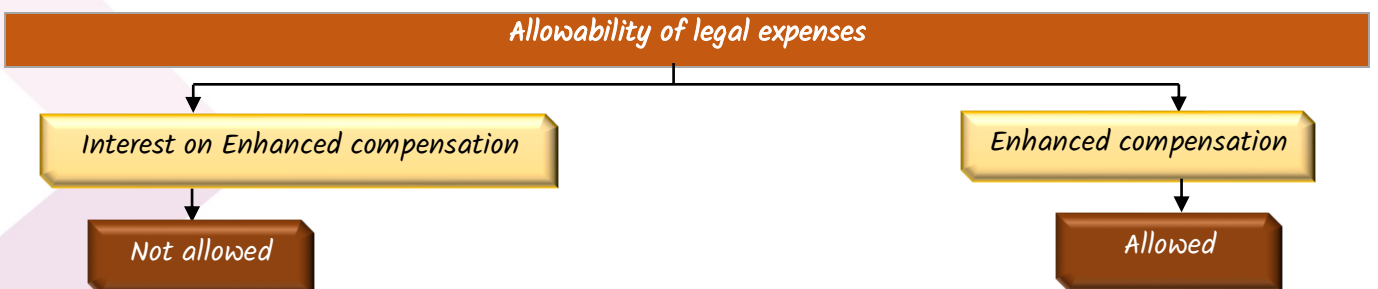 Allowability of legal expenses
Interest on Enhanced compensation
Enhanced compensation
Not allowed
Allowed